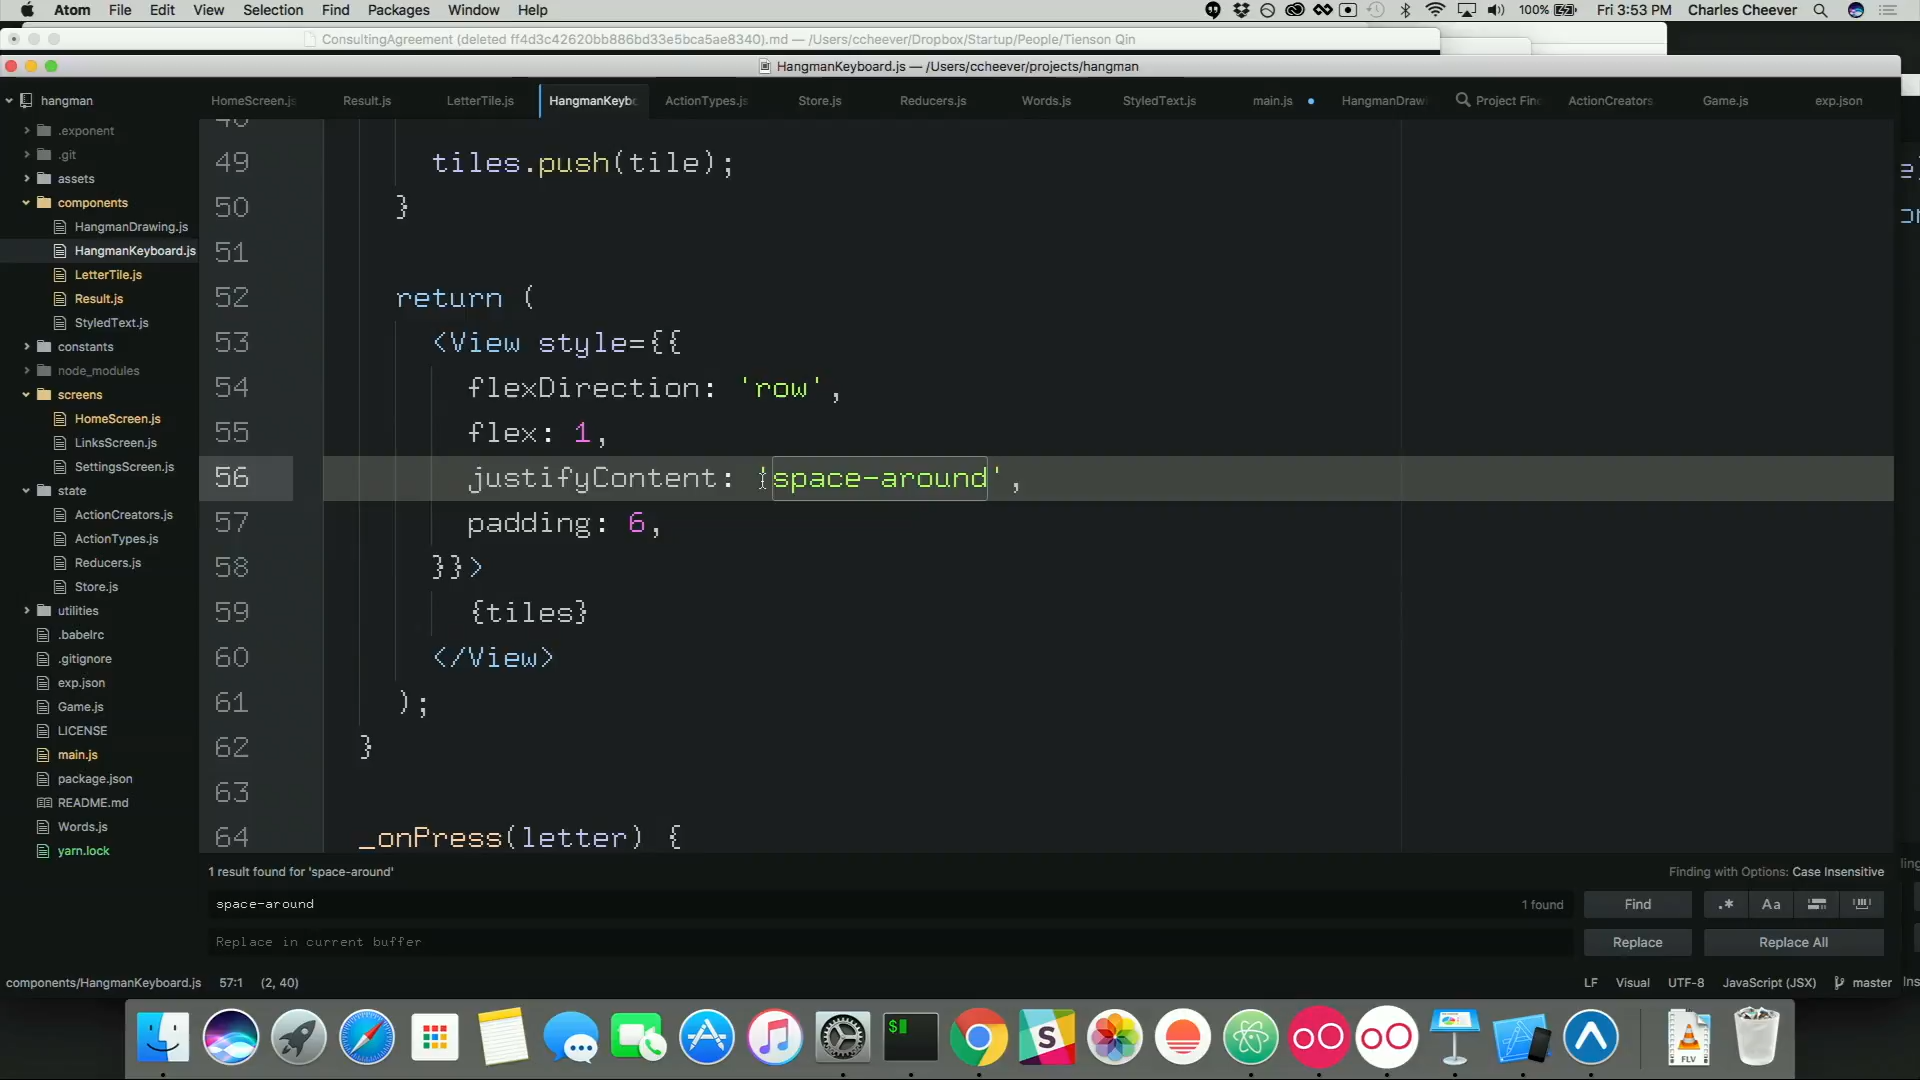 Atom File Edit View Selection Find Packages Window Help 100% Fri 3:53 PM Charles Cheever
ConsultingAgreement (deleted ff4d3c42620bb886bd33e5bca5ae8340).md — /Users/ccheever/Dropbox/Startup/People/Tienson Qin
HangmanKeyboard.js — /Users/ccheever/projects/hangman
hangman
HomeScreen.js Result.js LetterTile.js HangmanKeybo ActionTypes.js Store.js Reducers.js Words.js StyledText.js main.js HangmanDraw Project Fin ActionCreators Game.js exp.json
.exponent
.git
assets
components
HangmanDrawing.js
HangmanKeyboard.js
LetterTile.js
Result.js
StyledText.js
constants
node_modules
screens
HomeScreen.js
LinksScreen.js
SettingsScreen.js
state
ActionCreators.js
ActionTypes.js
Reducers.js
Store.js
utilities
.babelrc
.gitignore
exp.json
Game.js
LICENSE
main.js
package.json
README.md
Words.js
yarn.lock
48
49 tiles.push(tile);
50 }
51
52 return (
53 <View style={{
54 flexDirection: 'row',
55 flex: 1,
56 justifyContent: 'space-around',
57 padding: 6,
58 }}>
59 {tiles}
60 </View>
61 );
62 }
63
64 _onPress(letter) {
1 result found for 'space-around' Finding with Options: Case Insensitive
space-around 1 found Find .* Aa
Replace in current buffer Replace Replace All
components/HangmanKeyboard.js 57:1 (2, 40) LF Visual UTF-8 JavaScript (JSX) master Ins
$
S
FLV